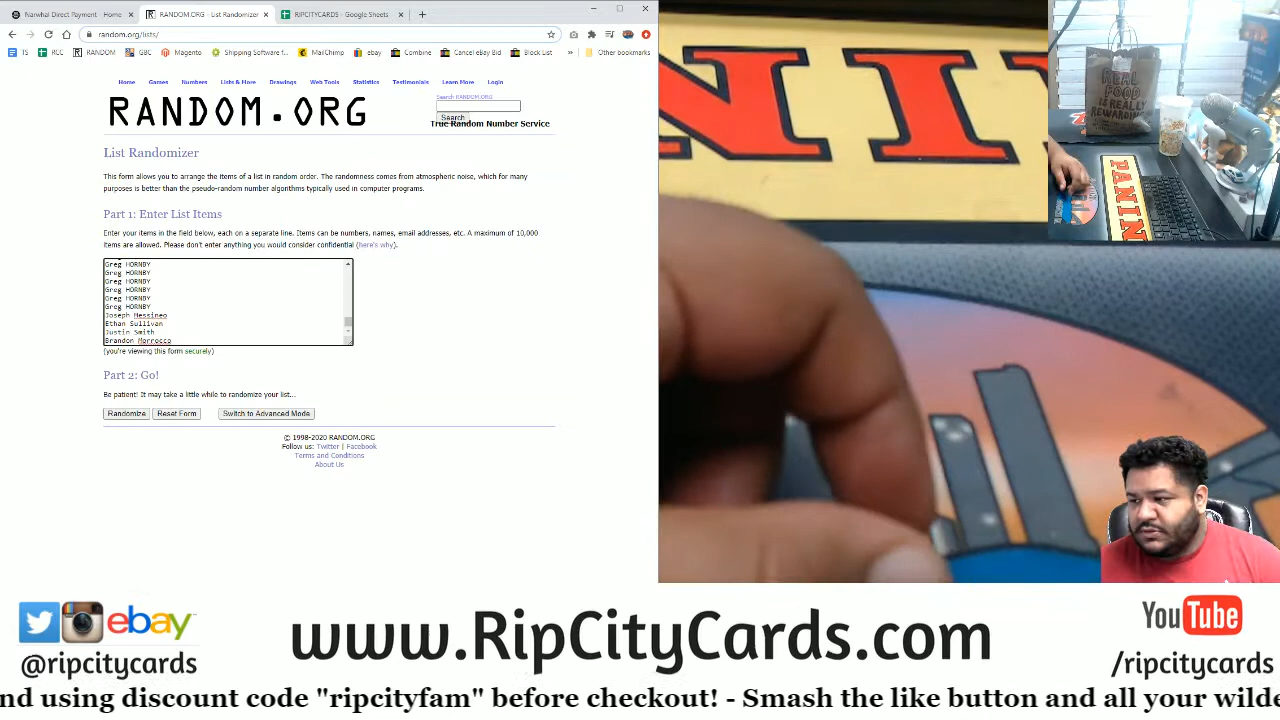 Narwhal Direct Payment - Home
RANDOM.ORG - List Randomizer
RIPCITYCARDS - Google Sheets
random.org/lists/
TS
RCC
RANDOM
GBC
Magento
Shipping Software f...
MailChimp
ebay
Combine
Cancel eBay Bid
Block List
Other bookmarks
Home
Games
Numbers
Lists & More
Drawings
Web Tools
Statistics
Testimonials
Learn More
Login
RANDOM.ORG
Search RANDOM.ORG
Search
True Random Number Service
List Randomizer
This form allows you to arrange the items of a list in random order. The randomness comes from atmospheric noise, which for many
purposes is better than the pseudo-random number algorithms typically used in computer programs.
Part 1: Enter List Items
Enter your items in the field below, each on a separate line. Items can be numbers, names, email addresses, etc. A maximum of 10,000
items are allowed. Please don't enter anything you would consider confidential (here's why).
Greg HORNBY
Greg HORNBY
Greg HORNBY
Greg HORNBY
Greg HORNBY
Greg HORNBY
Joseph Messineo
Ethan Sullivan
Justin Smith
Brandon Morrocco
(you're viewing this form securely)
Part 2: Go!
Be patient! It may take a little while to randomize your list...
Randomize
Reset Form
Switch to Advanced Mode
© 1998-2020 RANDOM.ORG
Follow us: Twitter | Facebook
Terms and Conditions
About Us
NI
REAL
FOOD
IS REALLY
REWARDING
PANINI
ebay
@ripcitycards
www.RipCityCards.com
YouTube
/ripcitycards
nd using discount code "ripcityfam" before checkout! - Smash the like button and all your wilde